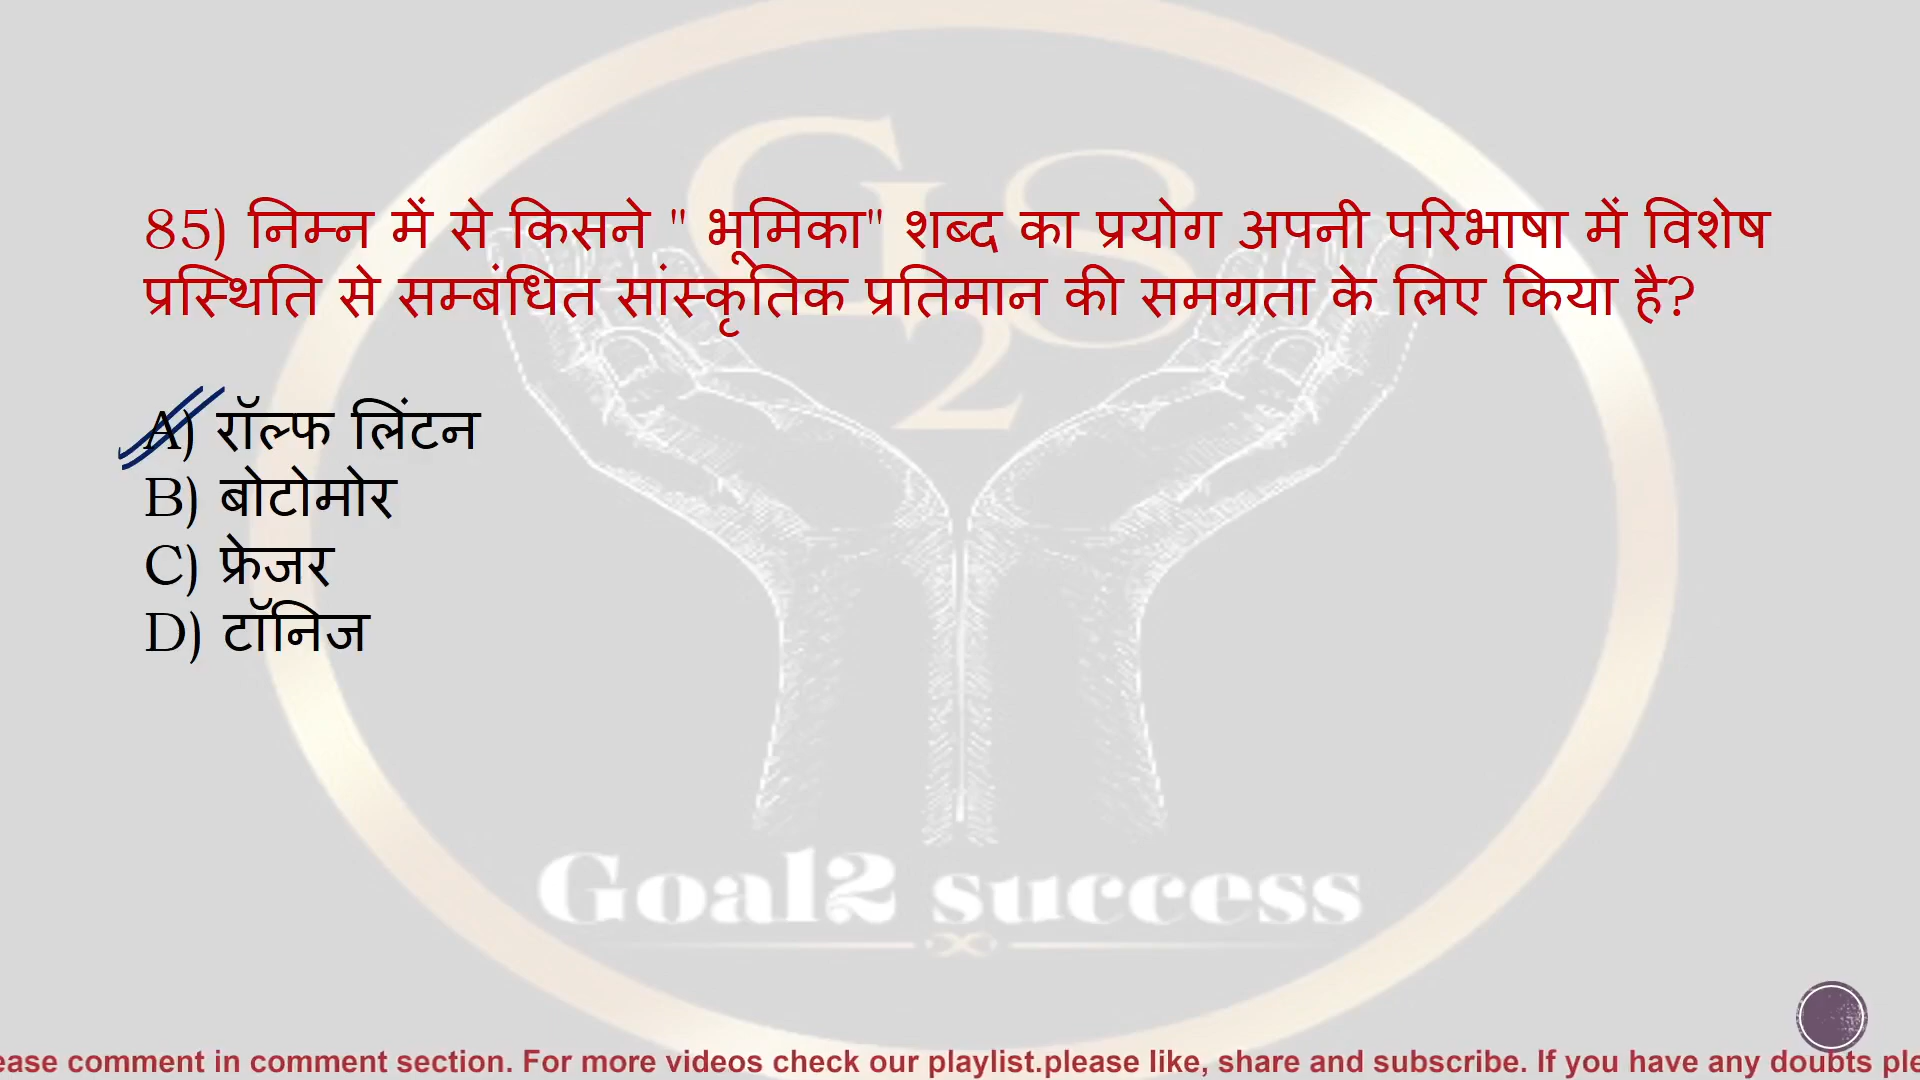 85) निम्न में से किसने " भूमिका" शब्द का प्रयोग अपनी परिभाषा में विशेष
प्रस्थिति से सम्बंधित सांस्कृतिक प्रतिमान की समग्रता के लिए किया है?
A) रॉल्फ लिंटन
B) बोटोमोर
C) फ्रेजर
D) टॉनिज
G2S
Goal2 success
ease comment in comment section. For more videos check our playlist.please like, share and subscribe. If you have any doubts ple